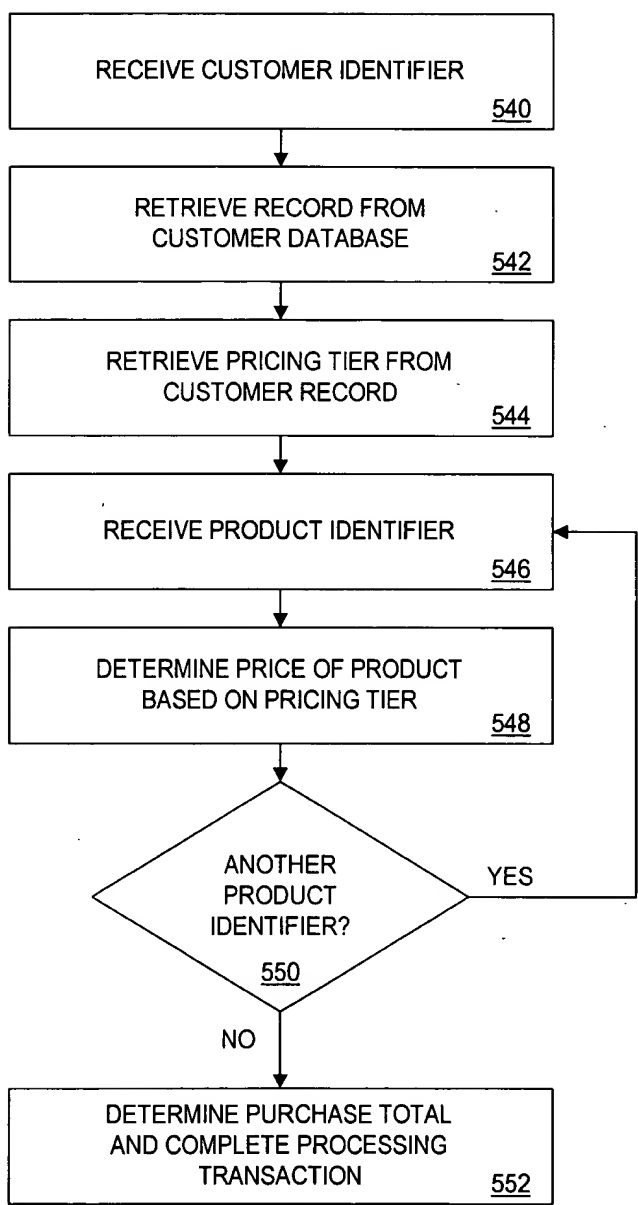 RECEIVE CUSTOMER IDENTIFIER
540
RETRIEVE RECORD FROM
CUSTOMER DATABASE
542
RETRIEVE PRICING TIER FROM
CUSTOMER RECORD
544
RECEIVE PRODUCT IDENTIFIER
546
DETERMINE PRICE OF PRODUCT
BASED ON PRICING TIER
548
ANOTHER
PRODUCT
IDENTIFIER?
550
YES
NO
DETERMINE PURCHASE TOTAL
AND COMPLETE PROCESSING
TRANSACTION
552